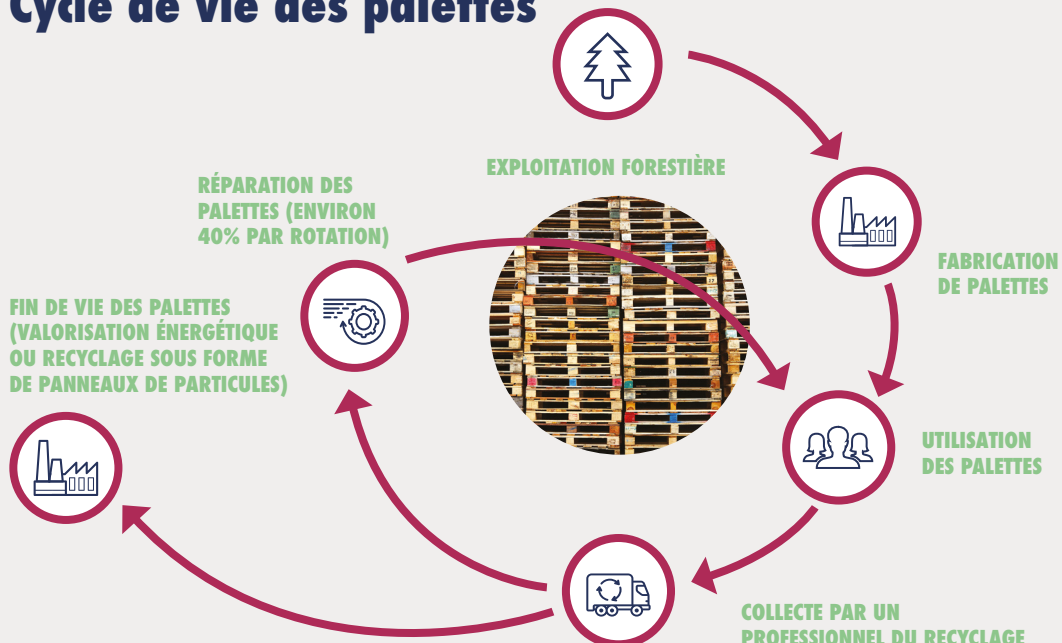 Cycle de vie des palettes
EXPLOITATION FORESTIÈRE
FABRICATION
DE PALETTES
UTILISATION
DES PALETTES
COLLECTE PAR UN
PROFESSIONNEL DU RECYCLAGE
RÉPARATION DES
PALETTES (ENVIRON
40% PAR ROTATION)
FIN DE VIE DES PALETTES
(VALORISATION ÉNERGÉTIQUE
OU RECYCLAGE SOUS FORME
DE PANNEAUX DE PARTICULES)